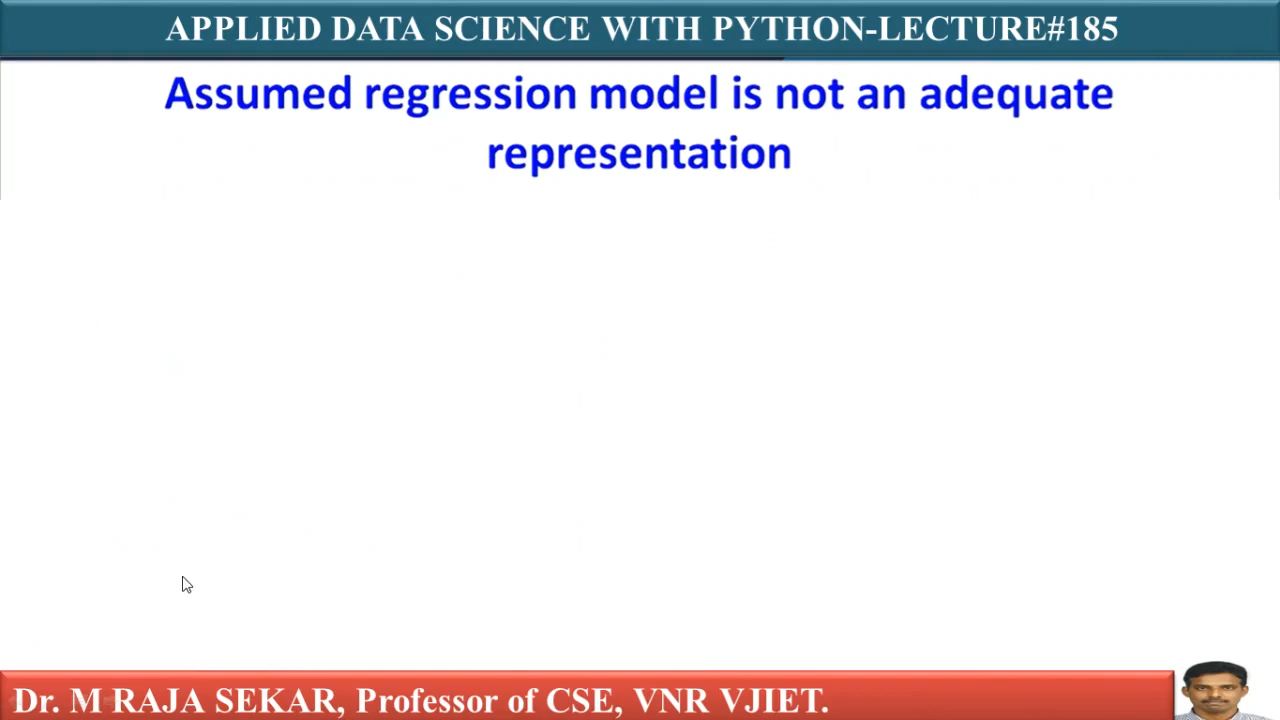 APPLIED DATA SCIENCE WITH PYTHON-LECTURE#185
Assumed regression model is not an adequate
representation
Dr. M RAJA SEKAR, Professor of CSE, VNR VJIET.